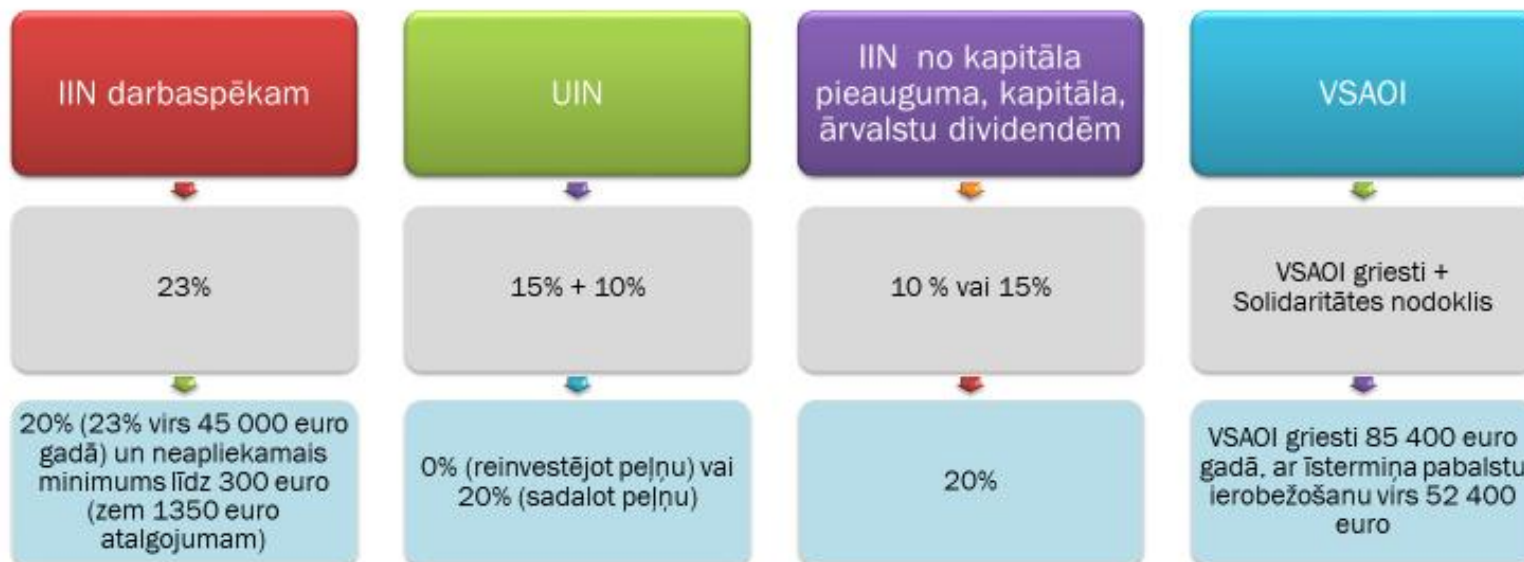 IIN darbaspēkam
UIN
IIN no kapitāla
pieauguma, kapitāla,
ārvalstu dividendēm
VSAOI
23%
15% + 10%
10 % vai 15%
VSAOI griesti +
Solidaritātes nodoklis
20% (23% virs 45 000 euro
gadā) un neapliekamais
minimums līdz 300 euro
(zem 1350 euro
atalgojumam)
0% (reinvestējot peļņu) vai
20% (sadalot peļņu)
20%
VSAOI griesti 85 400 euro
gadā, ar īstermiņa pabalstu
ierobežošanu virs 52 400
euro